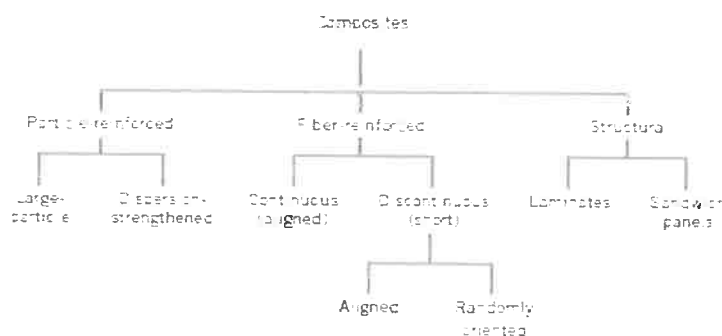 Composites
Particle-reinforced
Fiber-reinforced
Structural
Large-
particle
Dispersion-
strengthened
Continuous
(aligned)
Discontinuous
(short)
Laminates
Sandwich
panels
Aligned
Randomly
oriented